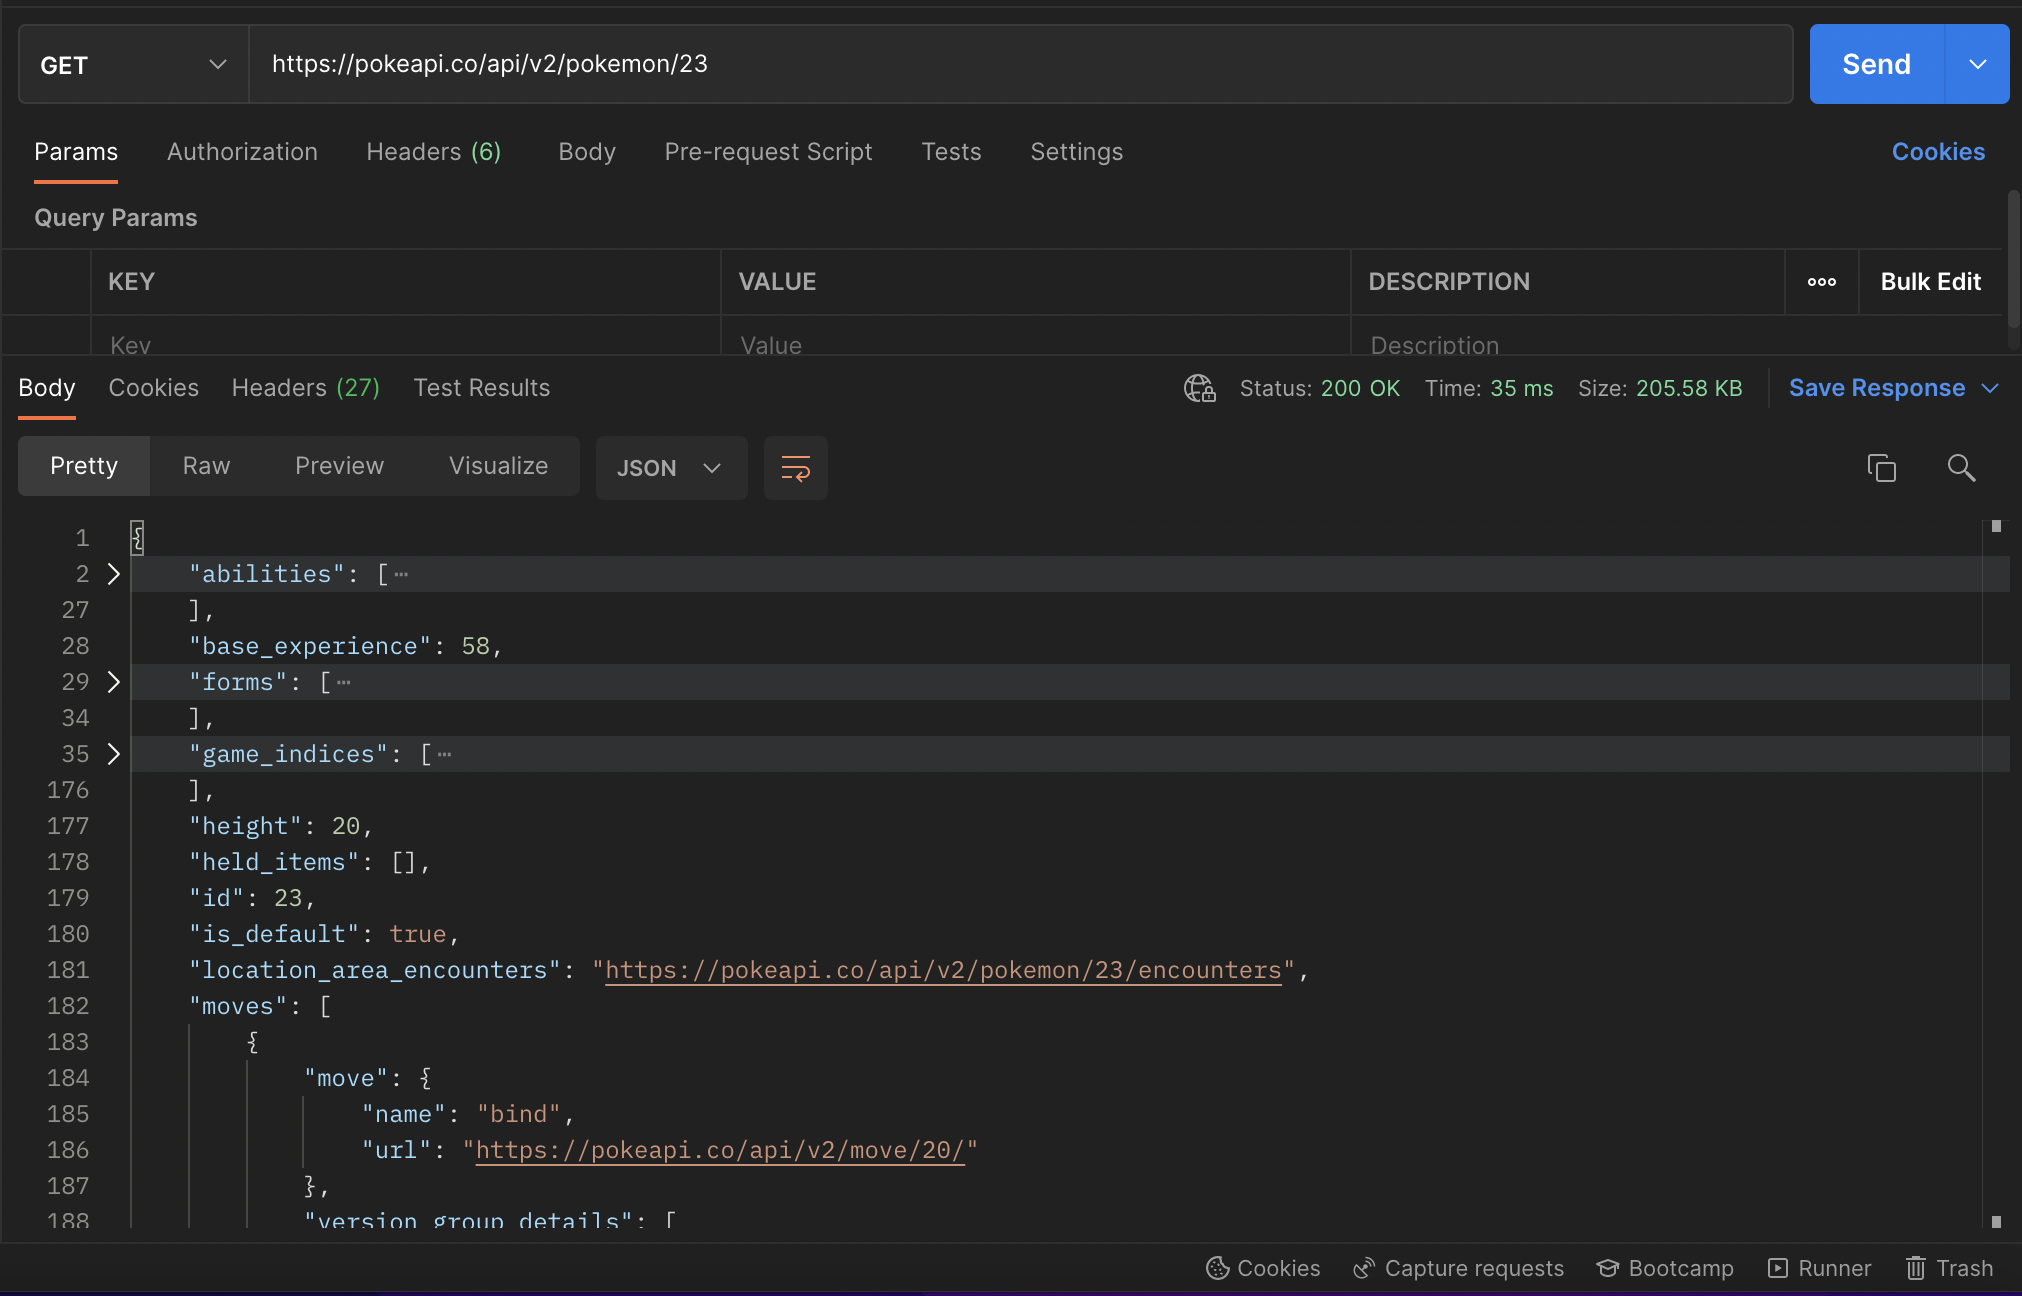 GET https://pokeapi.co/api/v2/pokemon/23 Send
Params Authorization Headers (6) Body Pre-request Script Tests Settings Cookies
Query Params
KEY VALUE DESCRIPTION ooo Bulk Edit
Key Value Description
Body Cookies Headers (27) Test Results Status: 200 OK Time: 35 ms Size: 205.58 KB Save Response
Pretty Raw Preview Visualize JSON
1 {
2 "abilities": [ ⋯
27 ],
28 "base_experience": 58,
29 "forms": [ ⋯
34 ],
35 "game_indices": [ ⋯
176 ],
177 "height": 20,
178 "held_items": [],
179 "id": 23,
180 "is_default": true,
181 "location_area_encounters": "https://pokeapi.co/api/v2/pokemon/23/encounters",
182 "moves": [
183 {
184 "move": {
185 "name": "bind",
186 "url": "https://pokeapi.co/api/v2/move/20/"
187 },
188 "version_group_details": [
Cookies Capture requests Bootcamp Runner Trash